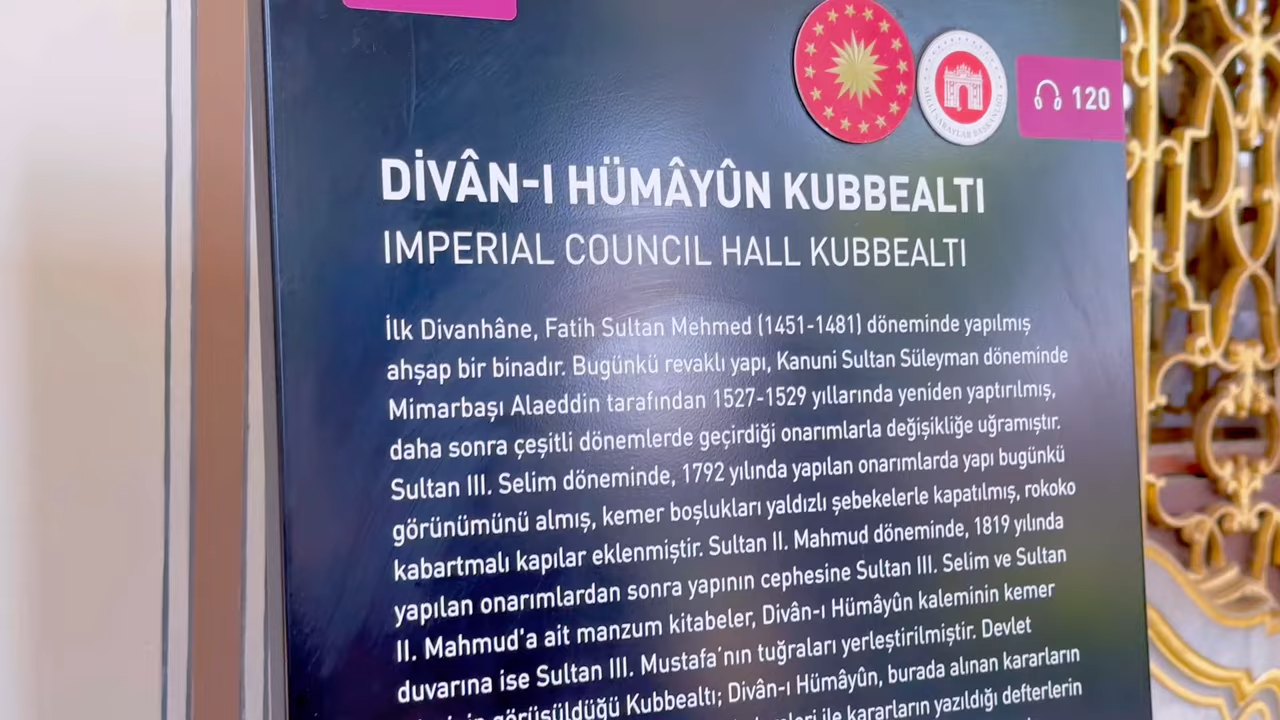 120
DİVÂN-I HÜMÂYÛN KUBBEALTI
IMPERIAL COUNCIL HALL KUBBEALTI
İlk Divanhâne, Fatih Sultan Mehmed (1451-1481) döneminde yapılmış
ahşap bir binadır. Bugünkü revaklı yapı, Kanuni Sultan Süleyman döneminde
Mimarbaşı Alaeddin tarafından 1527-1529 yıllarında yeniden yaptırılmış,
daha sonra çeşitli dönemlerde geçirdiği onarımlarla değişikliğe uğramıştır.
Sultan III. Selim döneminde, 1792 yılında yapılan onarımlarda yapı bugünkü
görünümünü almış, kemer boşlukları yaldızlı şebekelerle kapatılmış, rokoko
kabartmalı kapılar eklenmiştir. Sultan II. Mahmud döneminde, 1819 yılında
yapılan onarımlardan sonra yapının cephesine Sultan III. Selim ve Sultan
II. Mahmud'a ait manzum kitabeler, Divân-ı Hümâyûn kaleminin kemer
duvarına ise Sultan III. Mustafa'nın tuğraları yerleştirilmiştir. Devlet
görüşüldüğü Kubbealtı; Divân-ı Hümâyûn, burada alınan kararların
ile kararların yazıldığı defterlerin